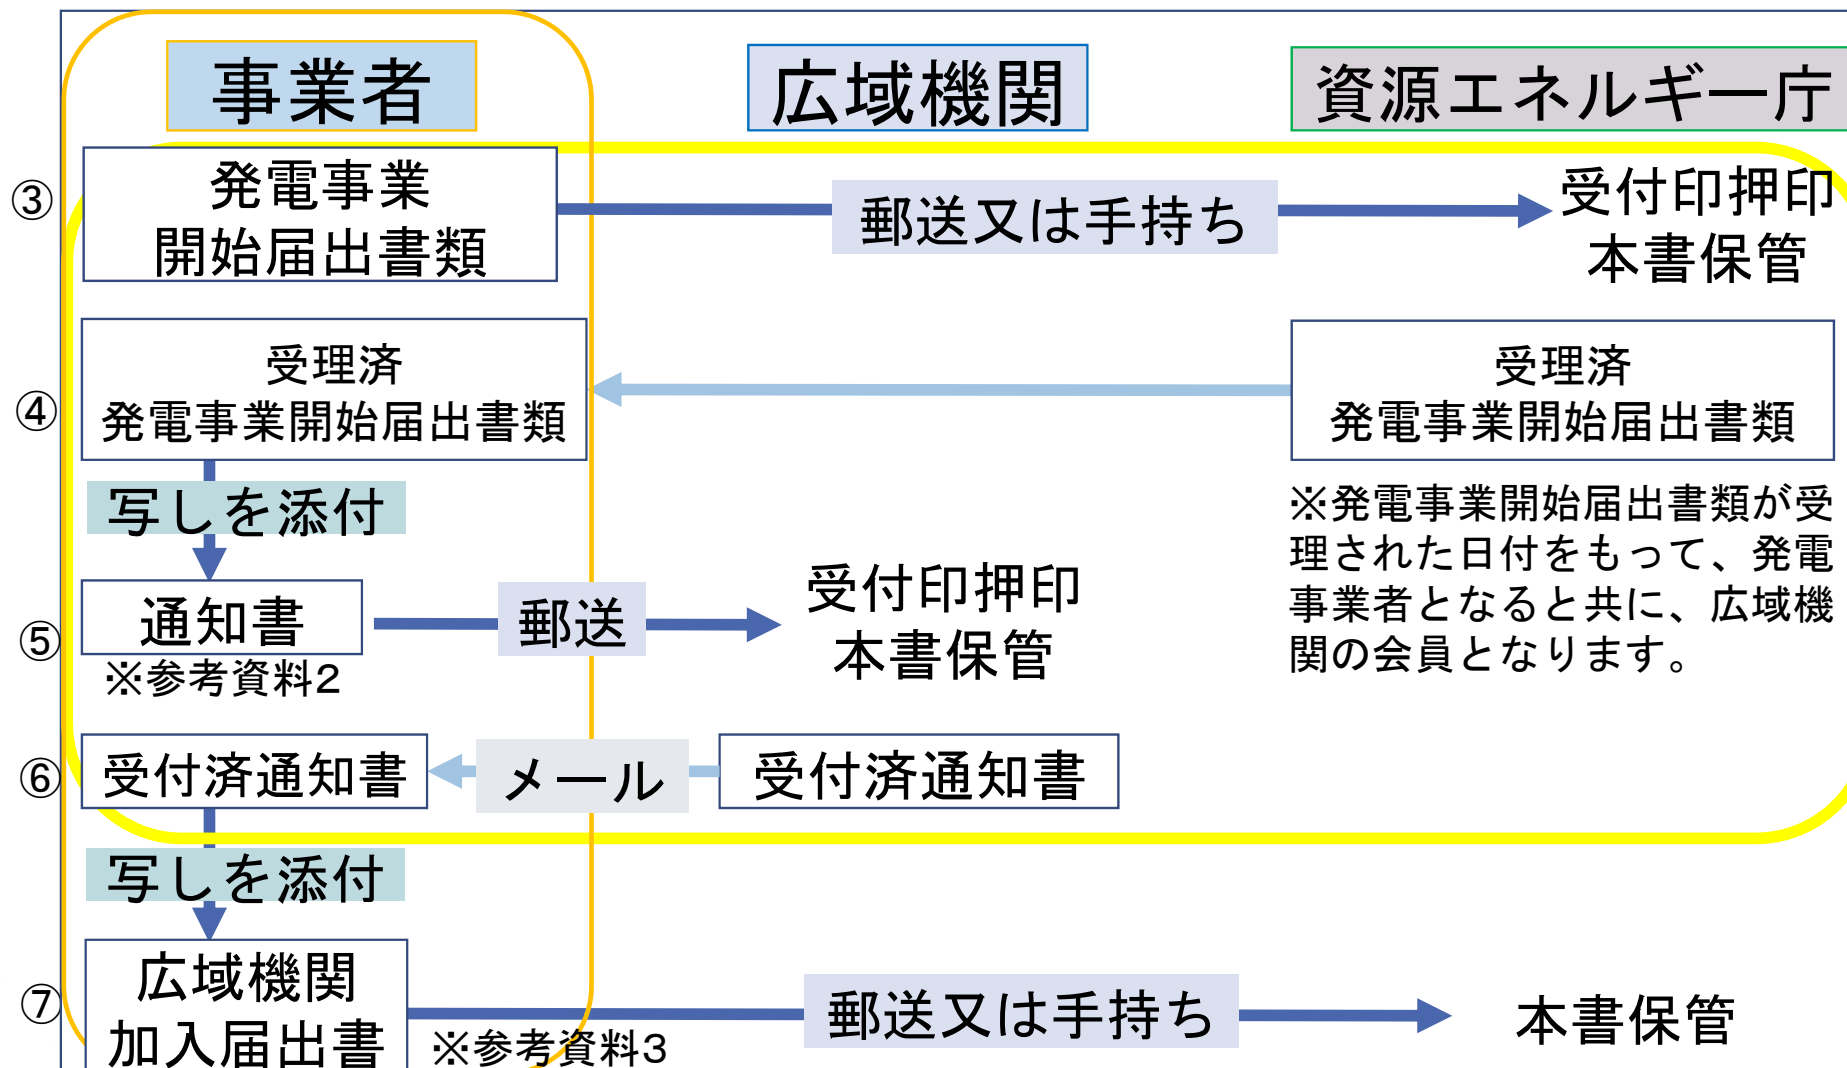 事業者
広域機関
資源エネルギー庁
③
発電事業
開始届出書類
郵送又は手持ち
受付印押印
本書保管
④
受理済
発電事業開始届出書類
受理済
発電事業開始届出書類
写しを添付
※発電事業開始届出書類が受
理された日付をもって、発電
事業者となると共に、広域機
関の会員となります。
⑤
通知書
※参考資料2
郵送
受付印押印
本書保管
⑥
受付済通知書
メール
受付済通知書
写しを添付
⑦
広域機関
加入届出書
※参考資料3
郵送又は手持ち
本書保管